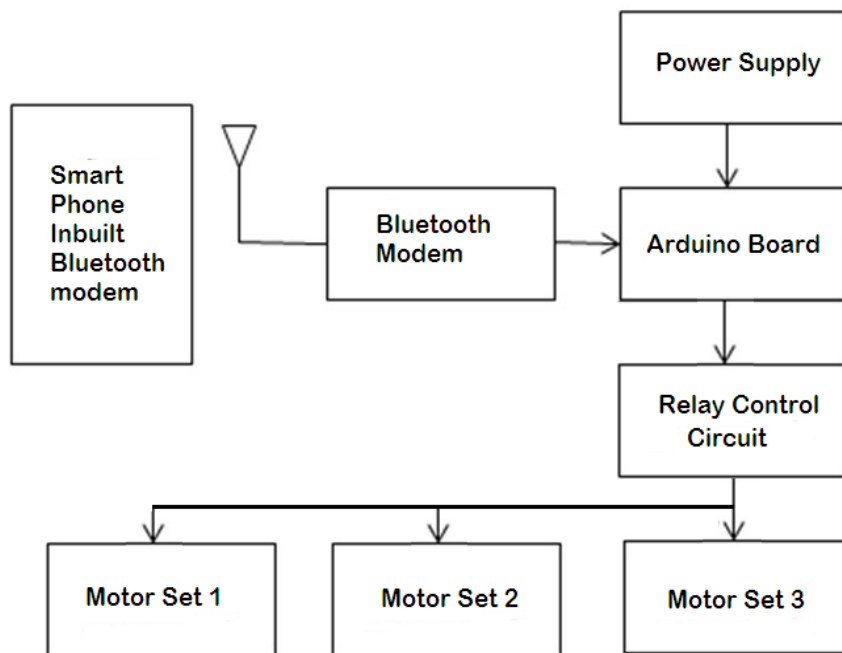 Power Supply
Smart
Phone
Inbuilt
Bluetooth
modem
Bluetooth
Modem
Arduino Board
Relay Control
Circuit
Motor Set 1
Motor Set 2
Motor Set 3